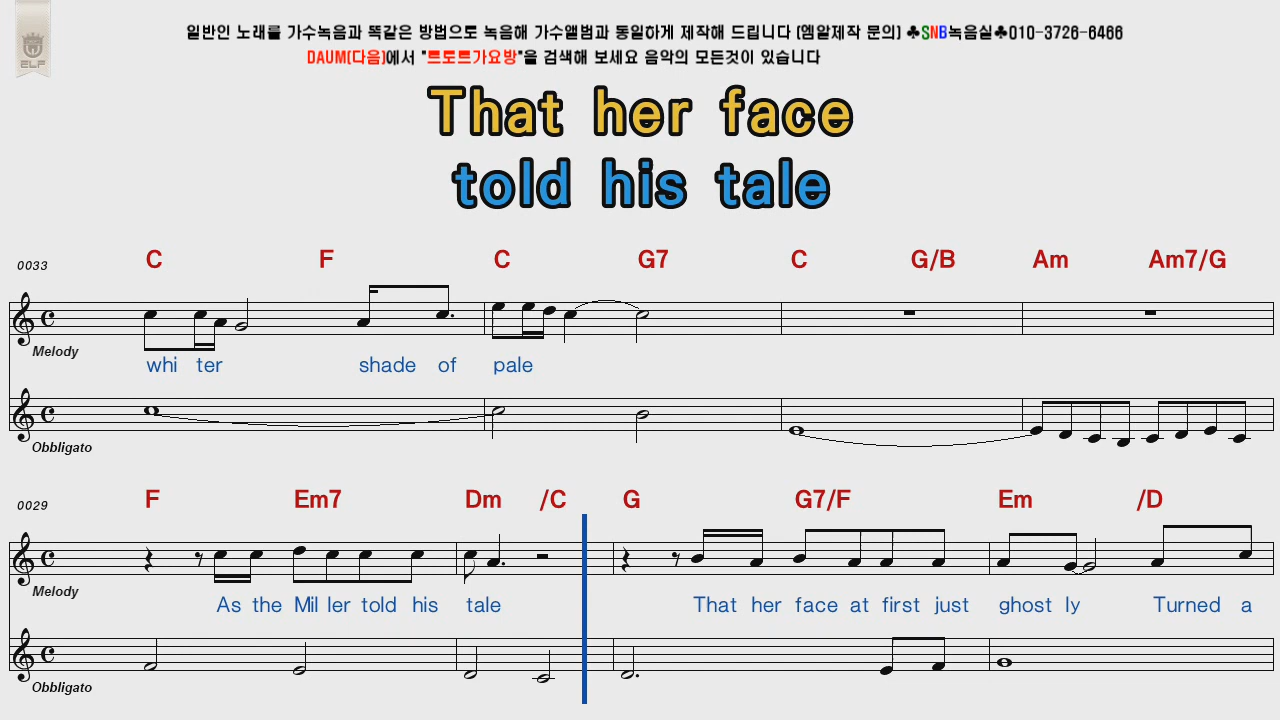 일반인 노래를 가수녹음과 똑같은 방법으로 녹음해 가수앨범과 동일하게 제작해 드립니다 (엠알제작 문의) ♣SNB녹음실♣010-3726-6466
DAUM(다음)에서 "트로트가요방"을 검색해 보세요 음악의 모든것이 있습니다
ELF
That her face
told his tale
0033 C F C G7 C G/B Am Am7/G
Melody
whi ter shade of pale
Obbligato
0029 F Em7 Dm /C G G7/F Em /D
Melody
As the Mil ler told his tale That her face at first just ghost ly Turned a
Obbligato